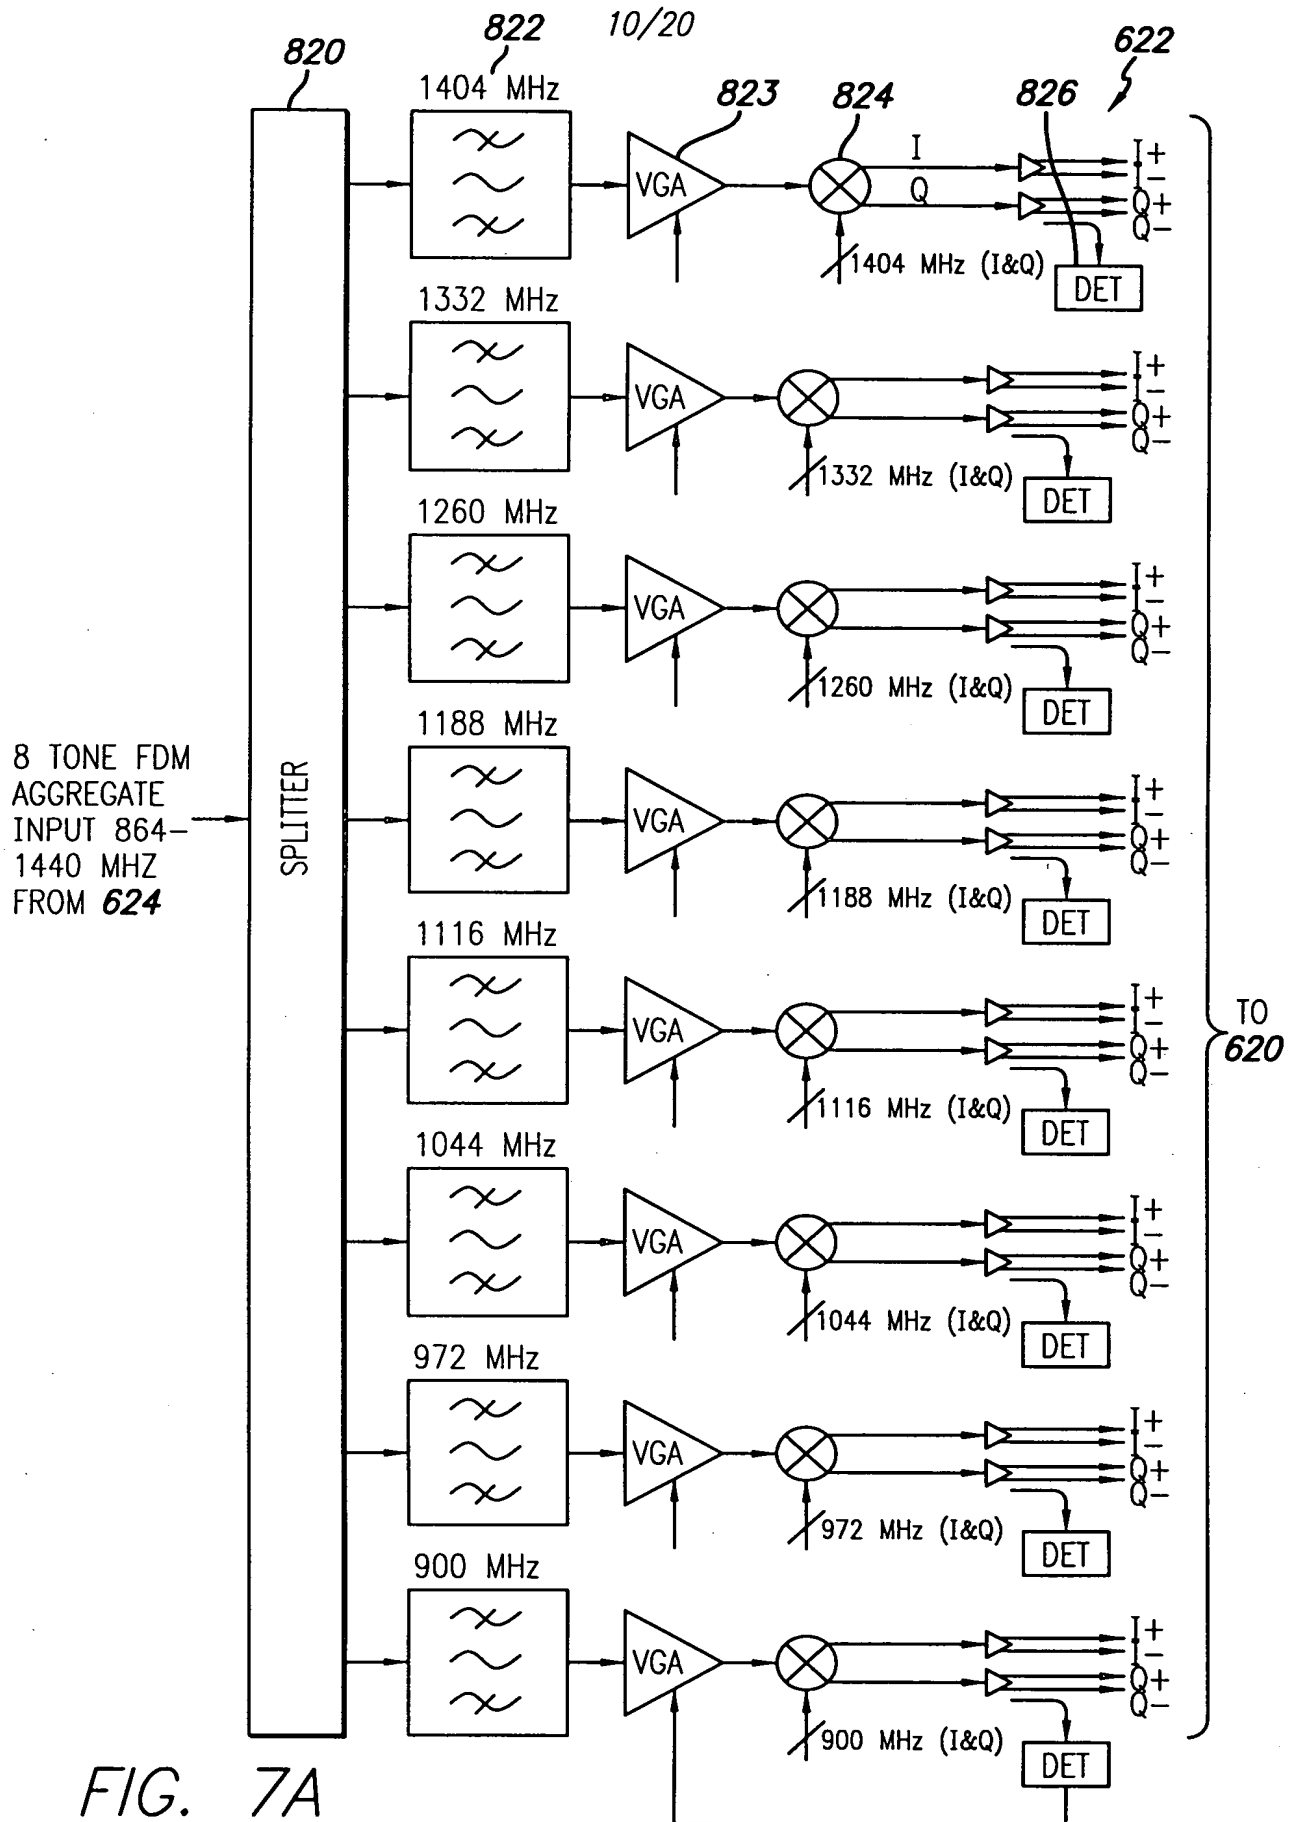 10/20
820
822
823
824
826
622
1404 MHz
VGA
I
Q
I+
I-
Q+
Q-
1404 MHz (I&Q)
DET
1332 MHz
VGA
I+
I-
Q+
Q-
1332 MHz (I&Q)
DET
1260 MHz
VGA
I+
I-
Q+
Q-
1260 MHz (I&Q)
DET
8 TONE FDM
AGGREGATE
INPUT 864-
1440 MHZ
FROM 624
SPLITTER
1188 MHz
VGA
I+
I-
Q+
Q-
1188 MHz (I&Q)
DET
1116 MHz
VGA
I+
I-
Q+
Q-
1116 MHz (I&Q)
DET
TO
620
1044 MHz
VGA
I+
I-
Q+
Q-
1044 MHz (I&Q)
DET
972 MHz
VGA
I+
I-
Q+
Q-
972 MHz (I&Q)
DET
900 MHz
VGA
I+
I-
Q+
Q-
900 MHz (I&Q)
DET
FIG. 7A